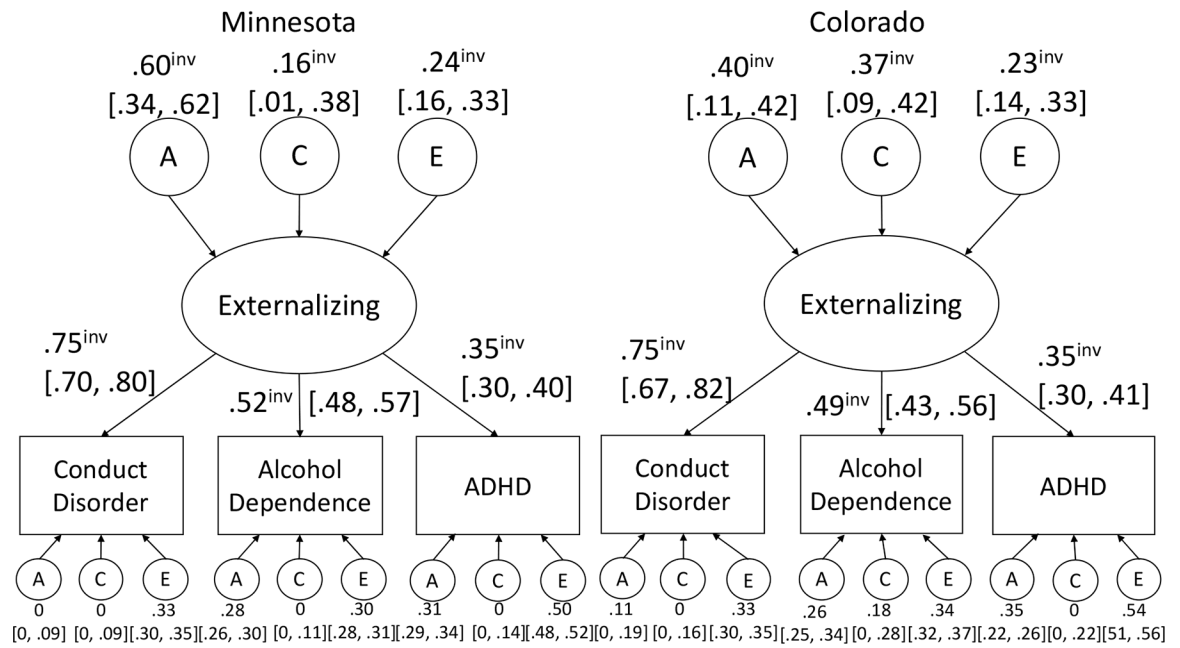 Minnesota Colorado
.60inv .16inv .24inv .40inv .37inv .23inv
[.34, .62] [.01, .38] [.16, .33] [.11, .42] [.09, .42] [.14, .33]
A C E A C E
Externalizing Externalizing
.75inv .35inv .75inv .35inv
[.70, .80] [.30, .40] [.67, .82] [.30, .41]
.52inv [.48, .57] .49inv [.43, .56]
Conduct Alcohol ADHD Conduct Alcohol ADHD
Disorder Dependence Disorder Dependence
A C E A C E A C E A C E A C E A C E
0 0 .33 .28 0 .30 .31 0 .50 .11 0 .33 .26 .18 .34 .35 0 .54
[0, .09] [0, .09] [.30, .35] [.26, .30] [0, .11] [.28, .31] [.29, .34] [0, .14] [.48, .52] [0, .19] [0, .16] [.30, .35] [.25, .34] [0, .28] [.32, .37] [.22, .26] [0, .22] [51, .56]